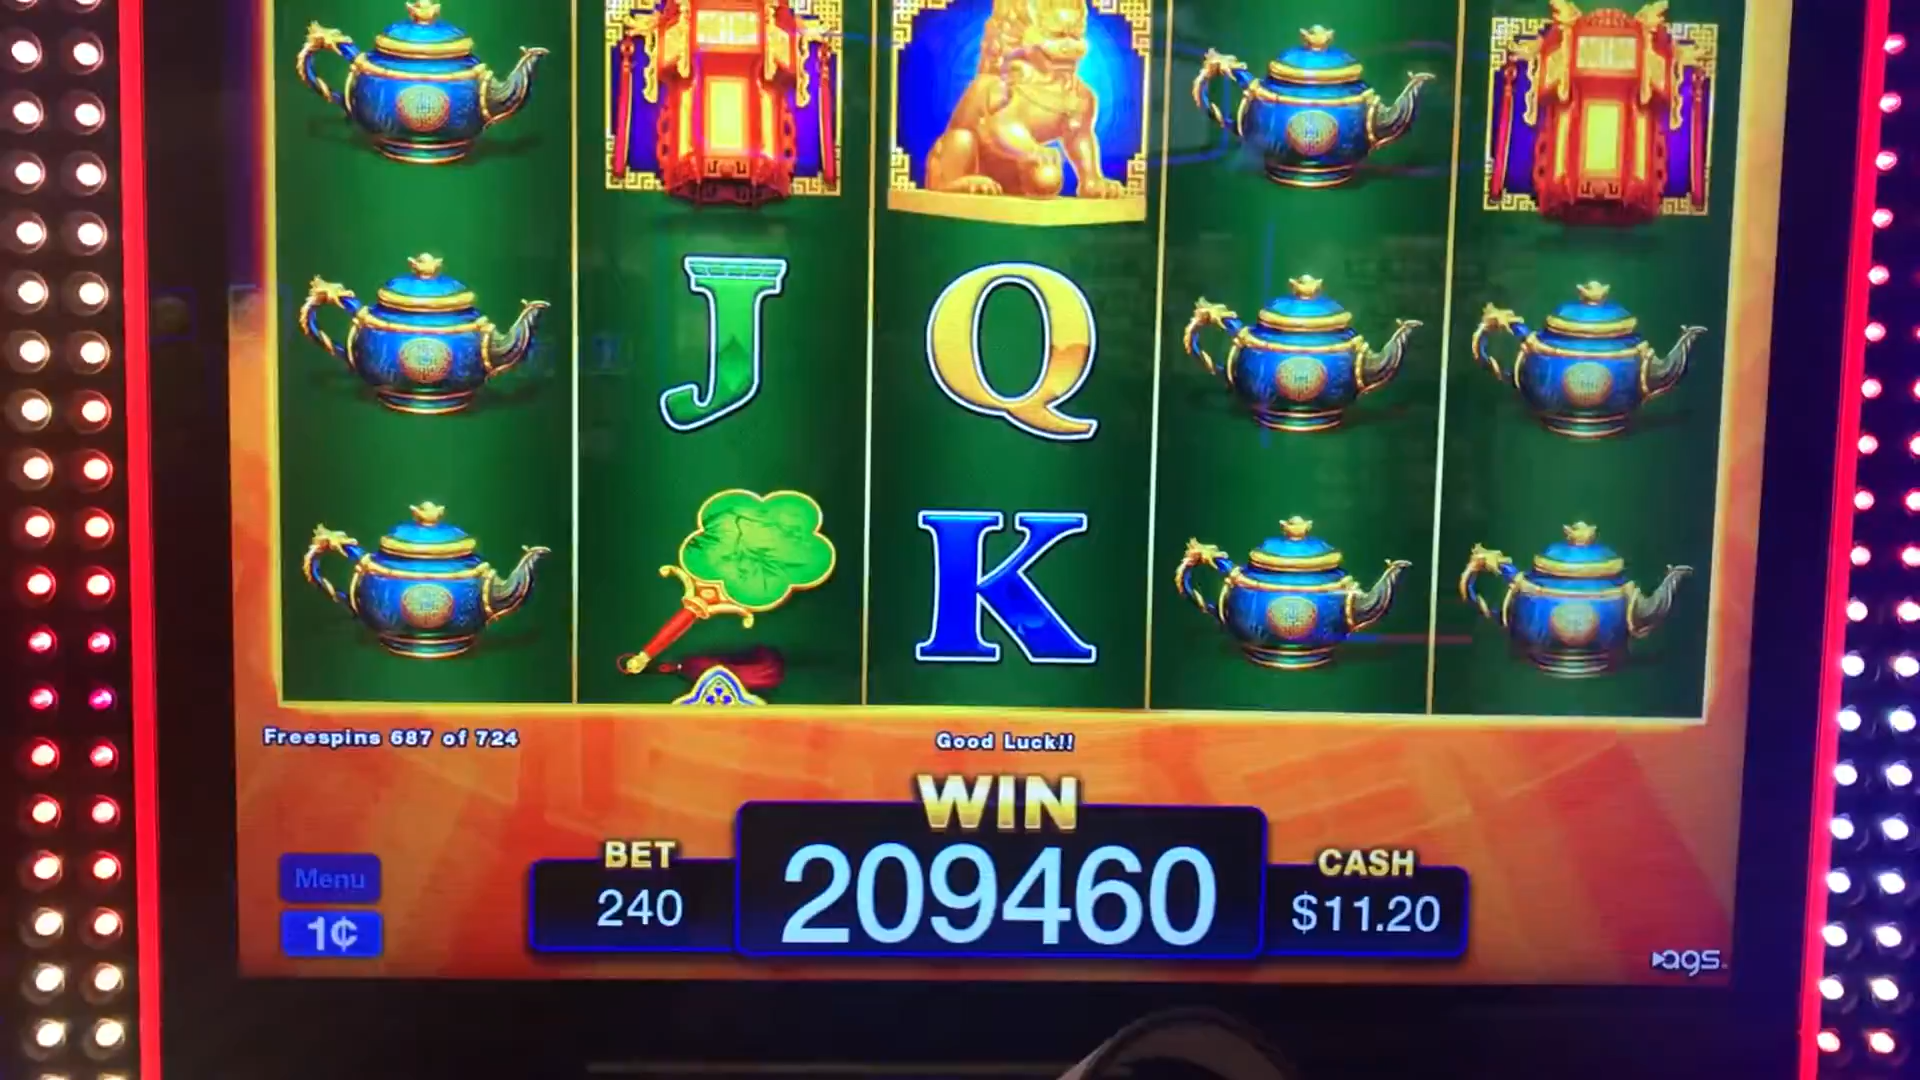 J
Q
K
Freespins 687 of 724
Good Luck!!
WIN
BET
209460
CASH
240
$11.20
Menu
1¢
ags